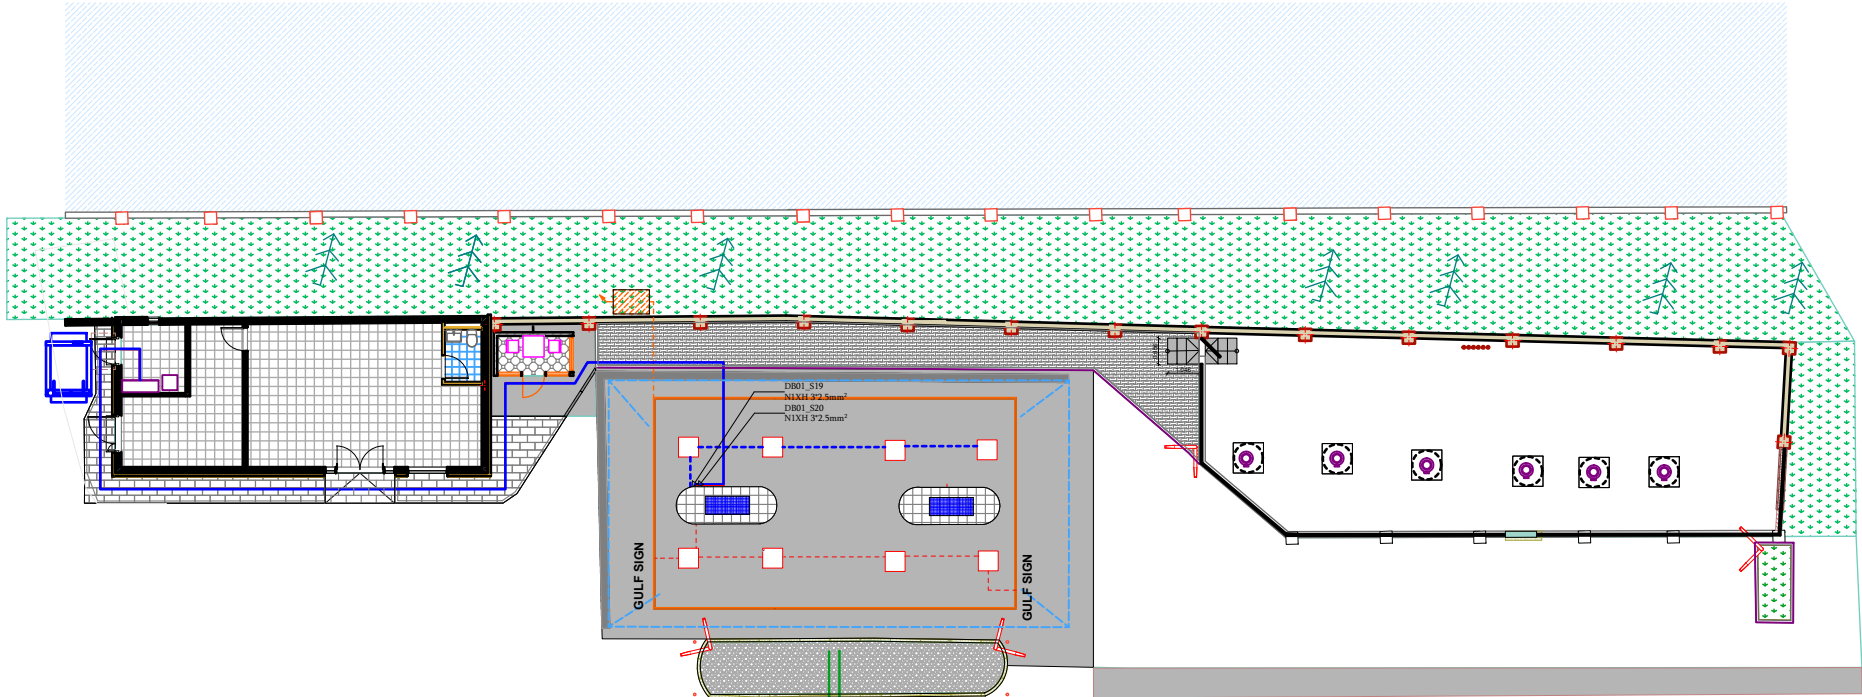 DB01_S19
N1XH 3*2.5mm²
DB01_S20
N1XH 3*2.5mm²
GULF SIGN
GULF SIGN